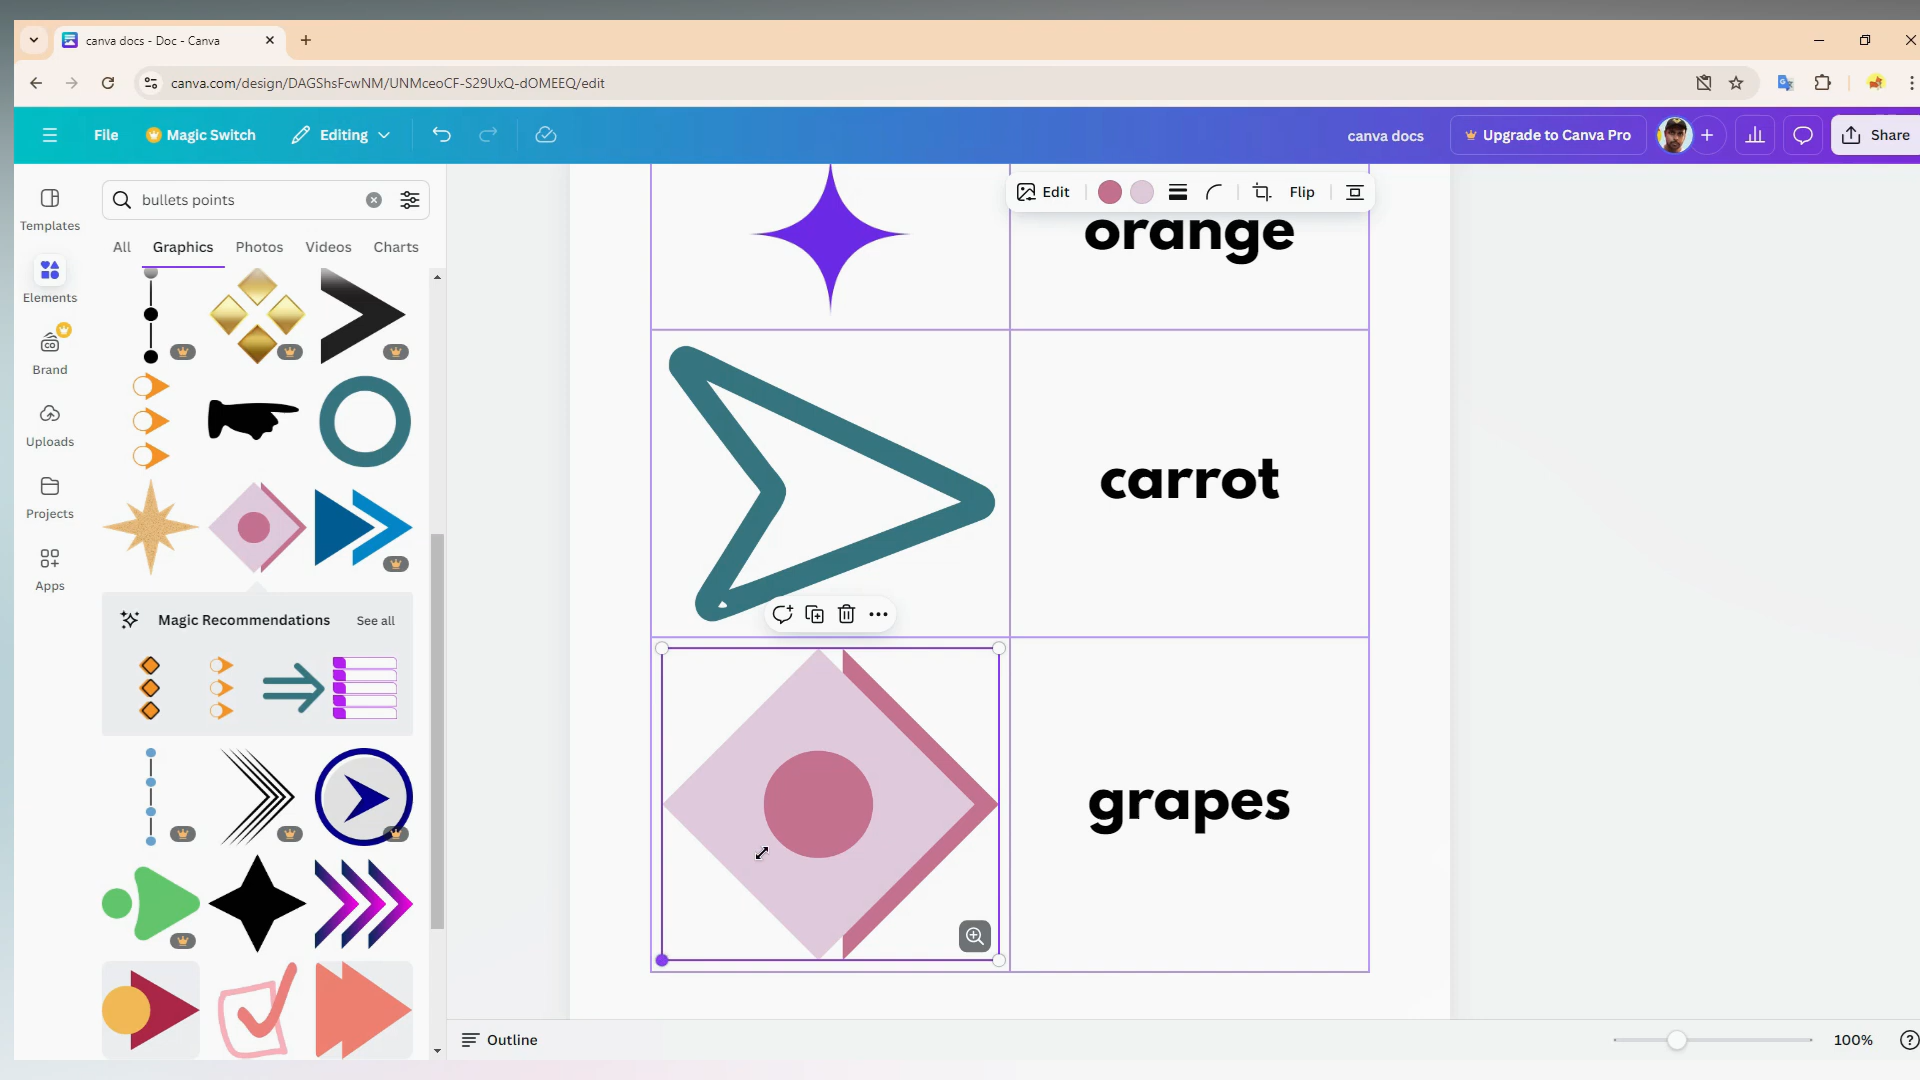 canva docs - Doc - Canva
canva.com/design/DAGShsFcwNM/UNMceoCF-S29UxQ-dOMEEQ/edit
File
Magic Switch
Editing
canva docs
Upgrade to Canva Pro
Share
Templates
Elements
Brand
Uploads
Projects
Apps
bullets points
All
Graphics
Photos
Videos
Charts
Magic Recommendations
See all
Edit
Flip
orange
carrot
grapes
Outline
100%